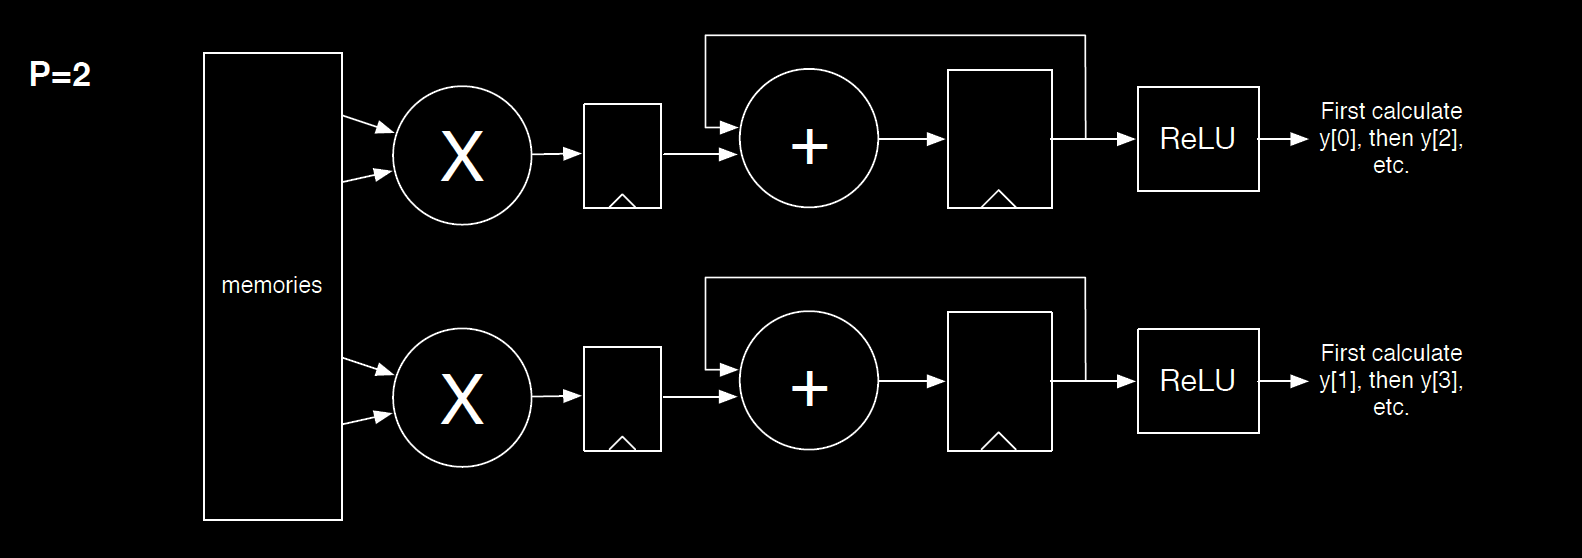 P=2
X
+
ReLU
First calculate
y[0], then y[2],
etc.
memories
X
+
ReLU
First calculate
y[1], then y[3],
etc.